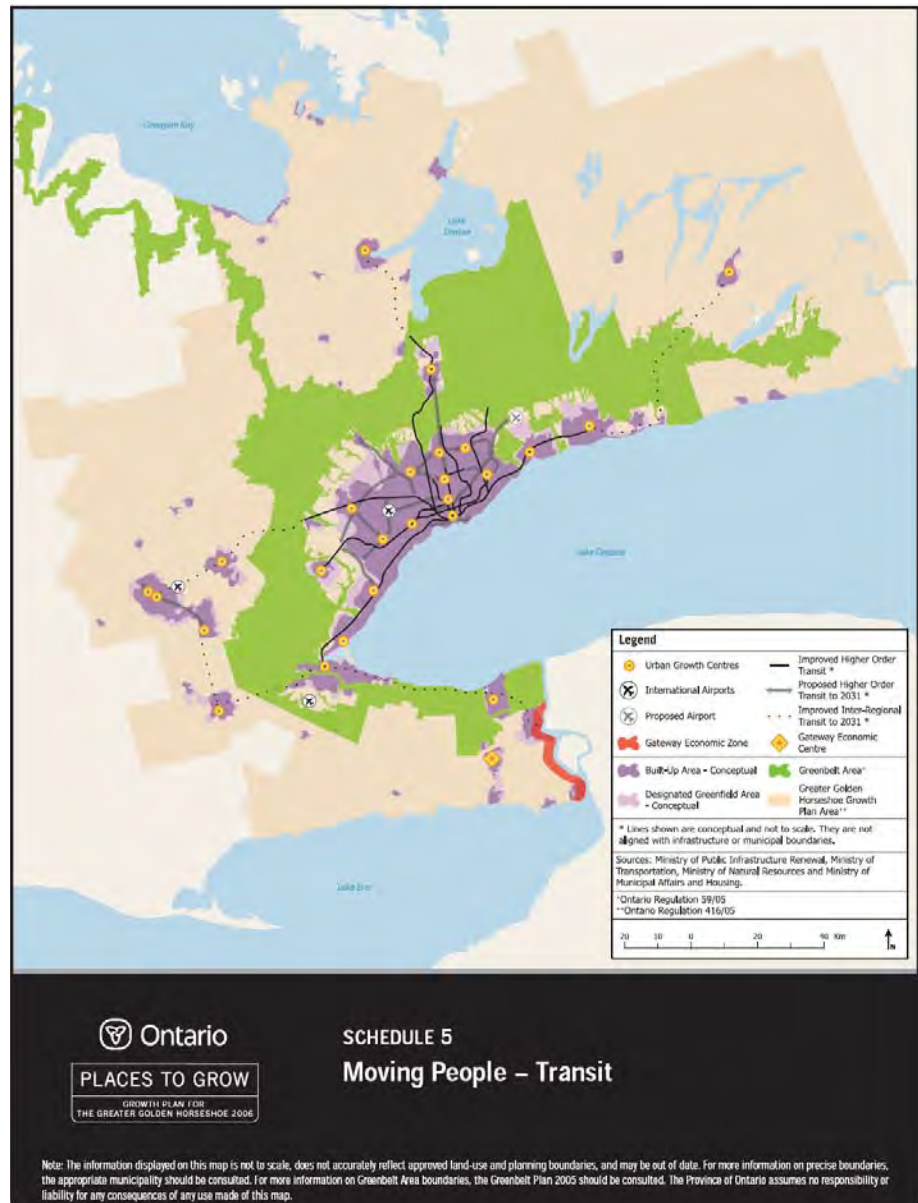 Georgian Bay
Lake
Simcoe
Lake Ontario
Lake Erie
Legend
Urban Growth Centres
International Airports
Proposed Airport
Gateway Economic Zone
Built-Up Area - Conceptual
Designated Greenfield Area
- Conceptual
Improved Higher Order
Transit *
Proposed Higher Order
Transit to 2031 *
Improved Inter-Regional
Transit to 2031 *
Gateway Economic
Centre
Greenbelt Area*
Greater Golden
Horseshoe Growth
Plan Area**
* Lines shown are conceptual and not to scale. They are not
aligned with infrastructure or municipal boundaries.
Sources: Ministry of Public Infrastructure Renewal, Ministry of
Transportation, Ministry of Natural Resources and Ministry of
Municipal Affairs and Housing.
*Ontario Regulation 59/05
**Ontario Regulation 416/05
20 10 0 20 40 Km
N
Ontario
PLACES TO GROW
GROWTH PLAN FOR
THE GREATER GOLDEN HORSESHOE 2006
SCHEDULE 5
Moving People – Transit
Note: The information displayed on this map is not to scale, does not accurately reflect approved land-use and planning boundaries, and may be out of date. For more information on precise boundaries,
the appropriate municipality should be consulted. For more information on Greenbelt Area boundaries, the Greenbelt Plan 2005 should be consulted. The Province of Ontario assumes no responsibility or
liability for any consequences of any use made of this map.